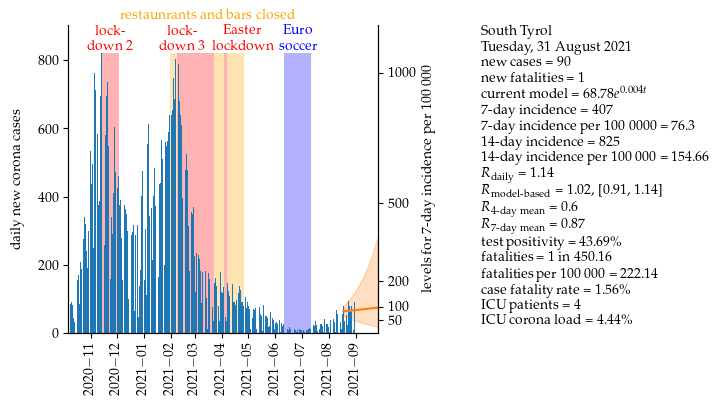 restaunrants and bars closed
lock-
down 2
lock-
down 3
Easter
lockdown
Euro
soccer
daily new corona cases
800
600
400
200
0
levels for 7-day incidence per 100 000
1000
500
200
100
50
2020−11
2020−12
2021−01
2021−02
2021−03
2021−04
2021−05
2021−06
2021−07
2021−08
2021−09
South Tyrol
Tuesday, 31 August 2021
new cases = 90
new fatalities = 1
current model = 68.78e^0.004t
7-day incidence = 407
7-day incidence per 100 0000 = 76.3
14-day incidence = 825
14-day incidence per 100 000 = 154.66
R_daily = 1.14
R_model-based = 1.02, [0.91, 1.14]
R_4-day mean = 0.6
R_7-day mean = 0.87
test positivity = 43.69%
fatalities = 1 in 450.16
fatalities per 100 000 = 222.14
case fatality rate = 1.56%
ICU patients = 4
ICU corona load = 4.44%